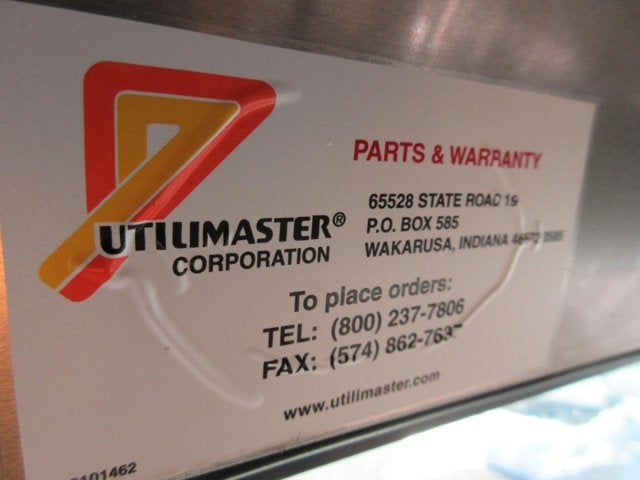 UTILIMASTER®
CORPORATION
PARTS & WARRANTY
65528 STATE ROAD 19
P.O. BOX 585
WAKARUSA, INDIANA
To place orders:
TEL: (800) 237-7806
FAX: (574)
www.utilimaster.com